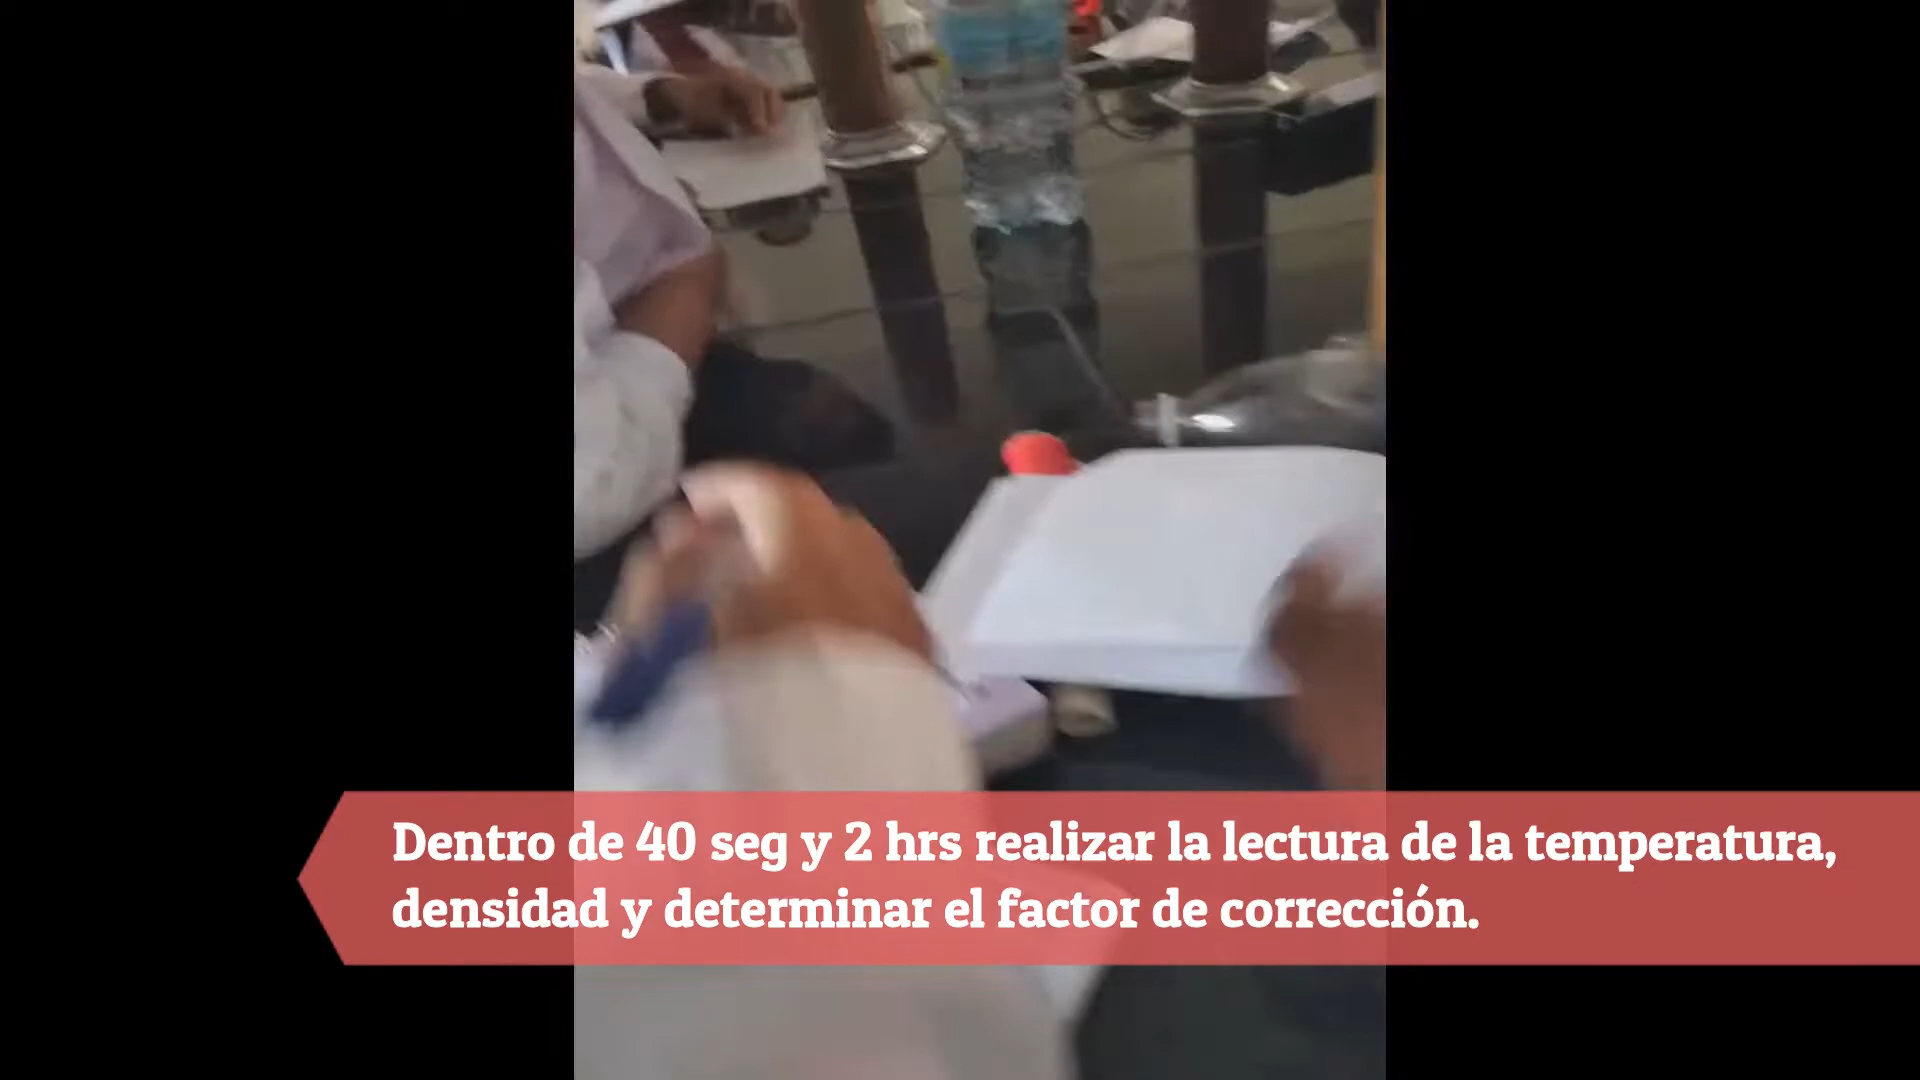 Dentro de 40 seg y 2 hrs realizar la lectura de la temperatura,
densidad y determinar el factor de corrección.